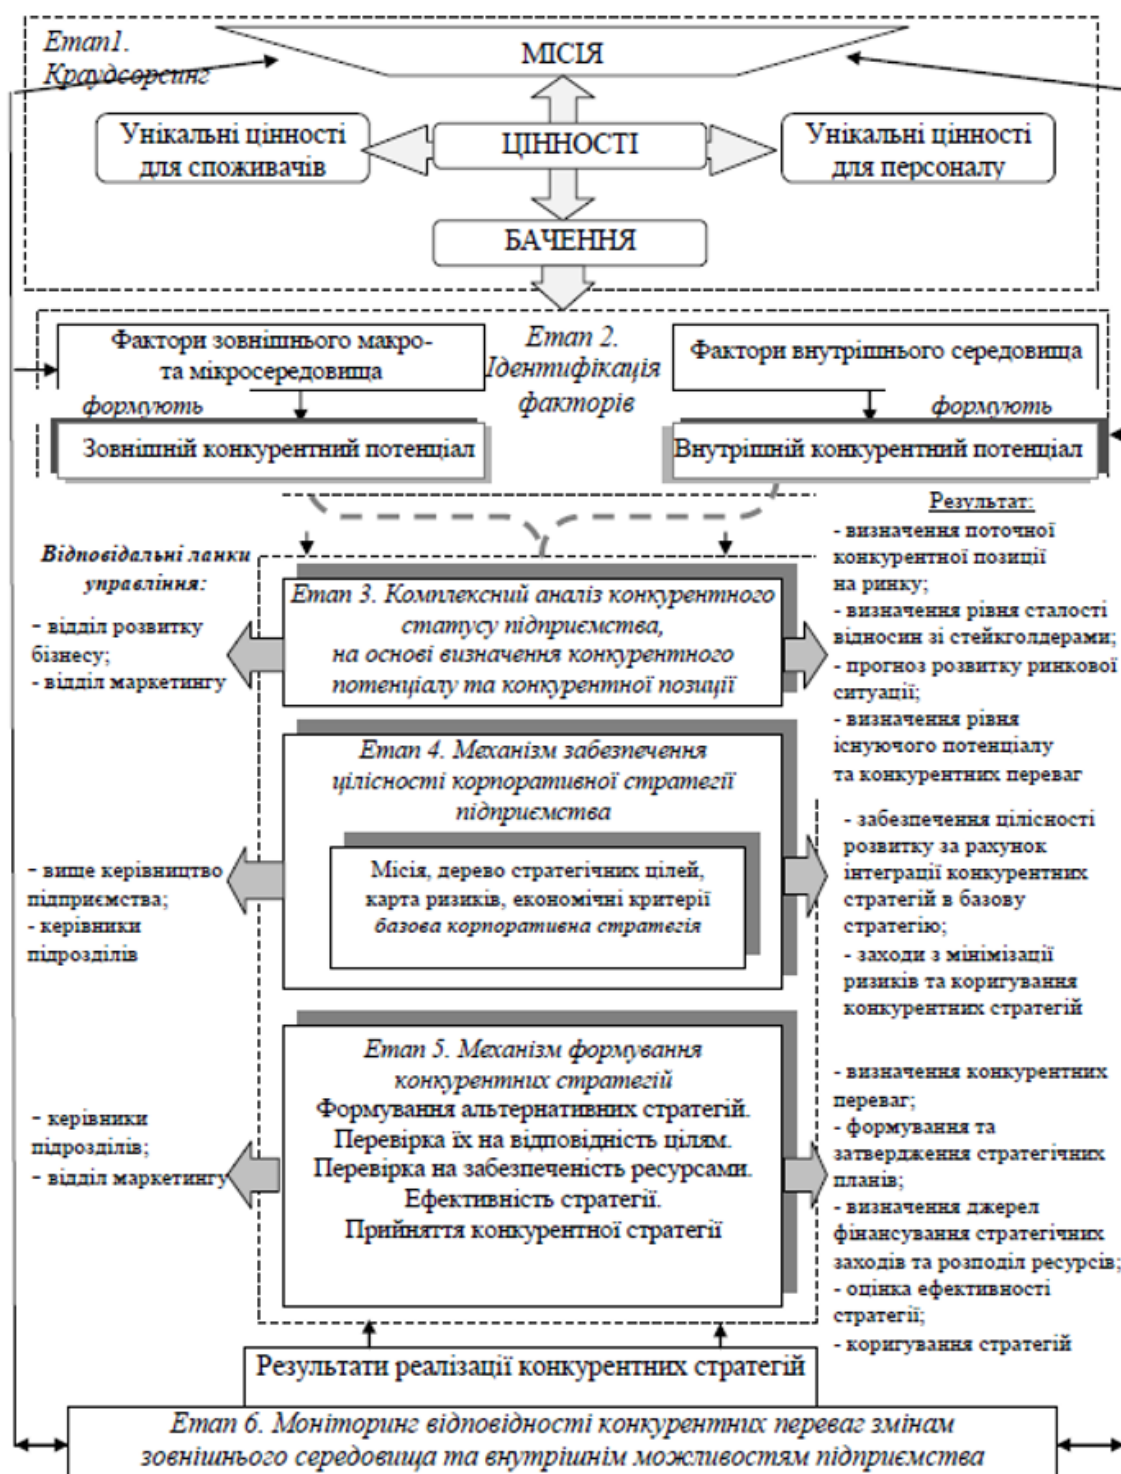 Етап1.
Краудсорсинг
МІСІЯ
Унікальні цінності
для споживачів
ЦІННОСТІ
Унікальні цінності
для персоналу
БАЧЕННЯ
Фактори зовнішнього макро-
та мікросередовища
Етап 2.
Ідентифікація
факторів
Фактори внутрішнього середовища
формують
формують
Зовнішній конкурентний потенціал
Внутрішній конкурентний потенціал
Відповідальні ланки
управління:
Результат:
- відділ розвитку
бізнесу;
- відділ маркетингу
Етап 3. Комплексний аналіз конкурентного
статусу підприємства,
на основі визначення конкурентного
потенціалу та конкурентної позиції
- визначення поточної
конкурентної позиції
на ринку;
- визначення рівня сталості
відносин зі стейкголдерами;
- прогноз розвитку ринкової
ситуації;
- визначення рівня
існуючого потенціалу
та конкурентних переваг
Етап 4. Механізм забезпечення
цілісності корпоративної стратегії
підприємства
Місія, дерево стратегічних цілей,
карта ризиків, економічні критерії
базова корпоративна стратегія
- вище керівництво
підприємства;
- керівники
підрозділів
- забезпечення цілісності
розвитку за рахунок
інтеграції конкурентних
стратегій в базову
стратегію;
- заходи з мінімізації
ризиків та коригування
конкурентних стратегій
Етап 5. Механізм формування
конкурентних стратегій
Формування альтернативних стратегій.
Перевірка їх на відповідність цілям.
Перевірка на забезпеченість ресурсами.
Ефективність стратегії.
Прийняття конкурентної стратегії
- керівники
підрозділів;
- відділ маркетингу
- визначення конкурентних
переваг;
- формування та
затвердження стратегічних
планів;
- визначення джерел
фінансування стратегічних
заходів та розподіл ресурсів;
- оцінка ефективності
стратегії;
- коригування стратегій
Результати реалізації конкурентних стратегій
Етап 6. Моніторинг відповідності конкурентних переваг змінам
зовнішнього середовища та внутрішнім можливостям підприємства